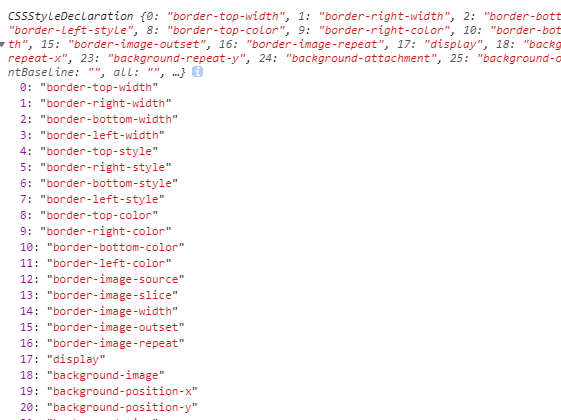 CSSStyleDeclaration {0: "border-top-width", 1: "border-right-width", 2: "border-bott
"border-left-style", 8: "border-top-color", 9: "border-right-color", 10: "border-bot
th", 15: "border-image-outset", 16: "border-image-repeat", 17: "display", 18: "backg
repeat-x", 23: "background-repeat-y", 24: "background-attachment", 25: "background-o
ntBaseline: "", all: "", …} i
0: "border-top-width"
1: "border-right-width"
2: "border-bottom-width"
3: "border-left-width"
4: "border-top-style"
5: "border-right-style"
6: "border-bottom-style"
7: "border-left-style"
8: "border-top-color"
9: "border-right-color"
10: "border-bottom-color"
11: "border-left-color"
12: "border-image-source"
13: "border-image-slice"
14: "border-image-width"
15: "border-image-outset"
16: "border-image-repeat"
17: "display"
18: "background-image"
19: "background-position-x"
20: "background-position-y"